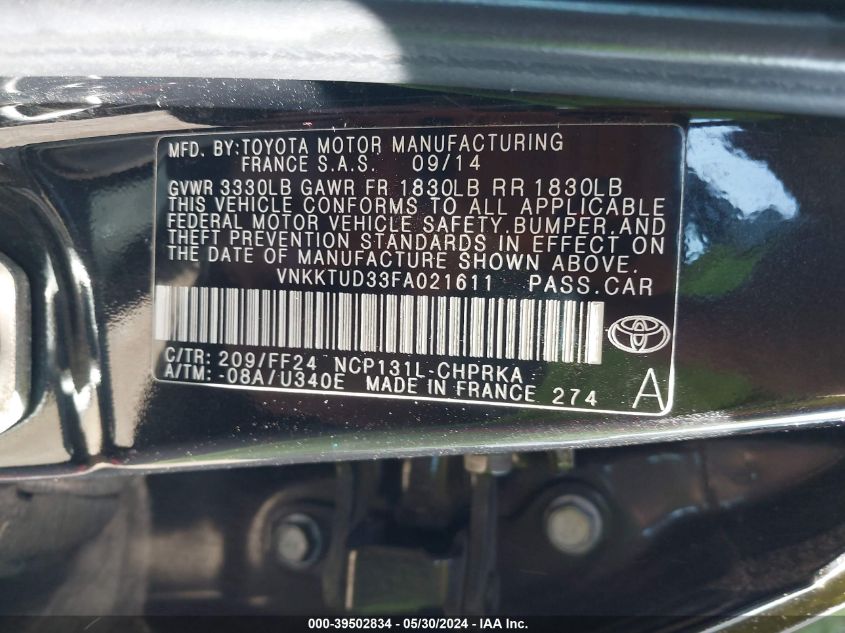 MFD. BY:TOYOTA MOTOR MANUFACTURING
FRANCE S.A.S. 09/14
GVWR 3330LB GAWR FR 1830LB RR 1830LB
THIS VEHICLE CONFORMS TO ALL APPLICABLE
FEDERAL MOTOR VEHICLE SAFETY,BUMPER,AND
THEFT PREVENTION STANDARDS IN EFFECT ON
THE DATE OF MANUFACTURE SHOWN ABOVE.
VNKKTUD33FA021611 PASS.CAR
C/TR: 209/FF24 NCP131L-CHPRKA
A/TM: -08A/U340E MADE IN FRANCE 274 A
000-39502834 - 05/30/2024 - IAA Inc.